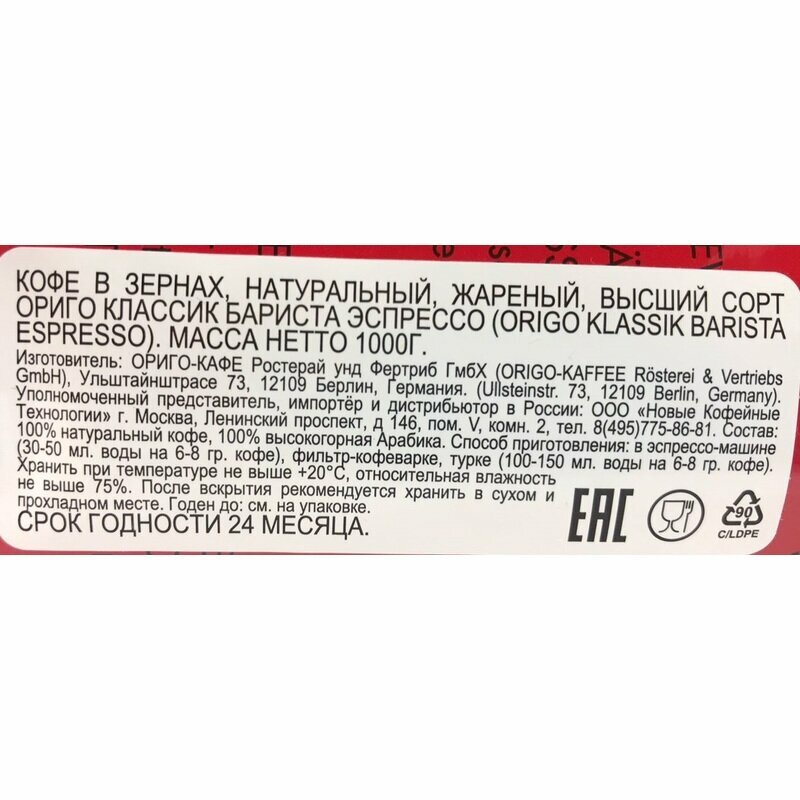 КОФЕ В ЗЕРНАХ, НАТУРАЛЬНЫЙ, ЖАРЕНЫЙ, ВЫСШИЙ СОРТ
ОРИГО КЛАССИК БАРИСТА ЭСПРЕССО (ORIGO KLASSIK BARISTA
ESPRESSO). МАССА НЕТТО 1000Г.
Изготовитель: ОРИГО-КАФЕ Ростерай унд Фертриб ГмбХ (ORIGO-KAFFEE Rösterei & Vertriebs
GmbH), Ульштайнштрасе 73, 12109 Берлин, Германия. (Ullsteinstr. 73, 12109 Berlin, Germany).
Уполномоченный представитель, импортёр и дистрибьютор в России: ООО «Новые Кофейные
Технологии» г. Москва, Ленинский проспект, д 146, пом. V, комн. 2, тел. 8(495)775-86-81. Состав:
100% натуральный кофе, 100% высокогорная Арабика. Способ приготовления: в эспрессо-машине
(30-50 мл. воды на 6-8 гр. кофе), фильтр-кофеварке, турке (100-150 мл. воды на 6-8 гр. кофе).
Хранить при температуре не выше +20°C, относительная влажность
не выше 75%. После вскрытия рекомендуется хранить в сухом и
прохладном месте. Годен до: см. на упаковке.
СРОК ГОДНОСТИ 24 МЕСЯЦА.
EAC
90
C/LDPE